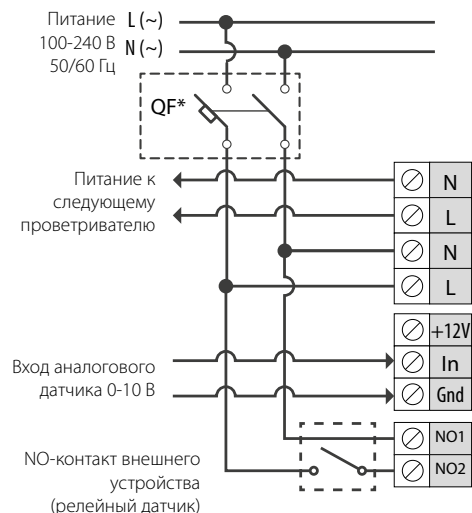 Питание L (~)
100-240 В N (~)
50/60 Гц
QF*
Питание к
следующему
проветривателю
N
L
N
L
+12V
Вход аналогового
датчика 0-10 В
In
Gnd
NO1
NO2
NO-контакт внешнего
устройства
(релейный датчик)